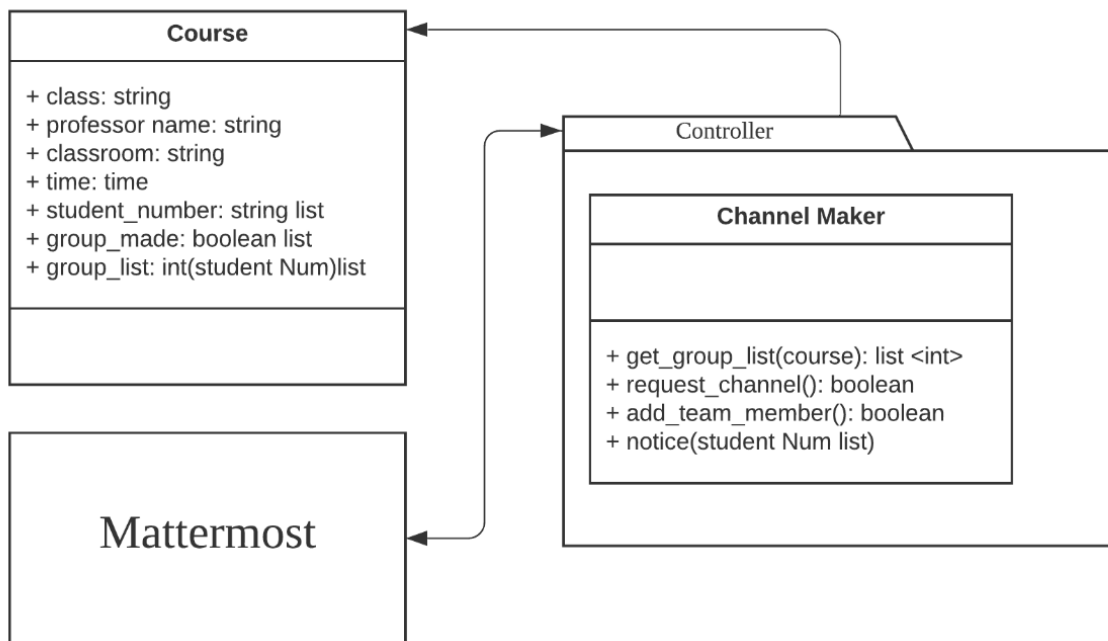 Course
+ class: string
+ professor name: string
+ classroom: string
+ time: time
+ student_number: string list
+ group_made: boolean list
+ group_list: int(student Num)list
Mattermost
Controller
Channel Maker
+ get_group_list(course): list <int>
+ request_channel(): boolean
+ add_team_member(): boolean
+ notice(student Num list)